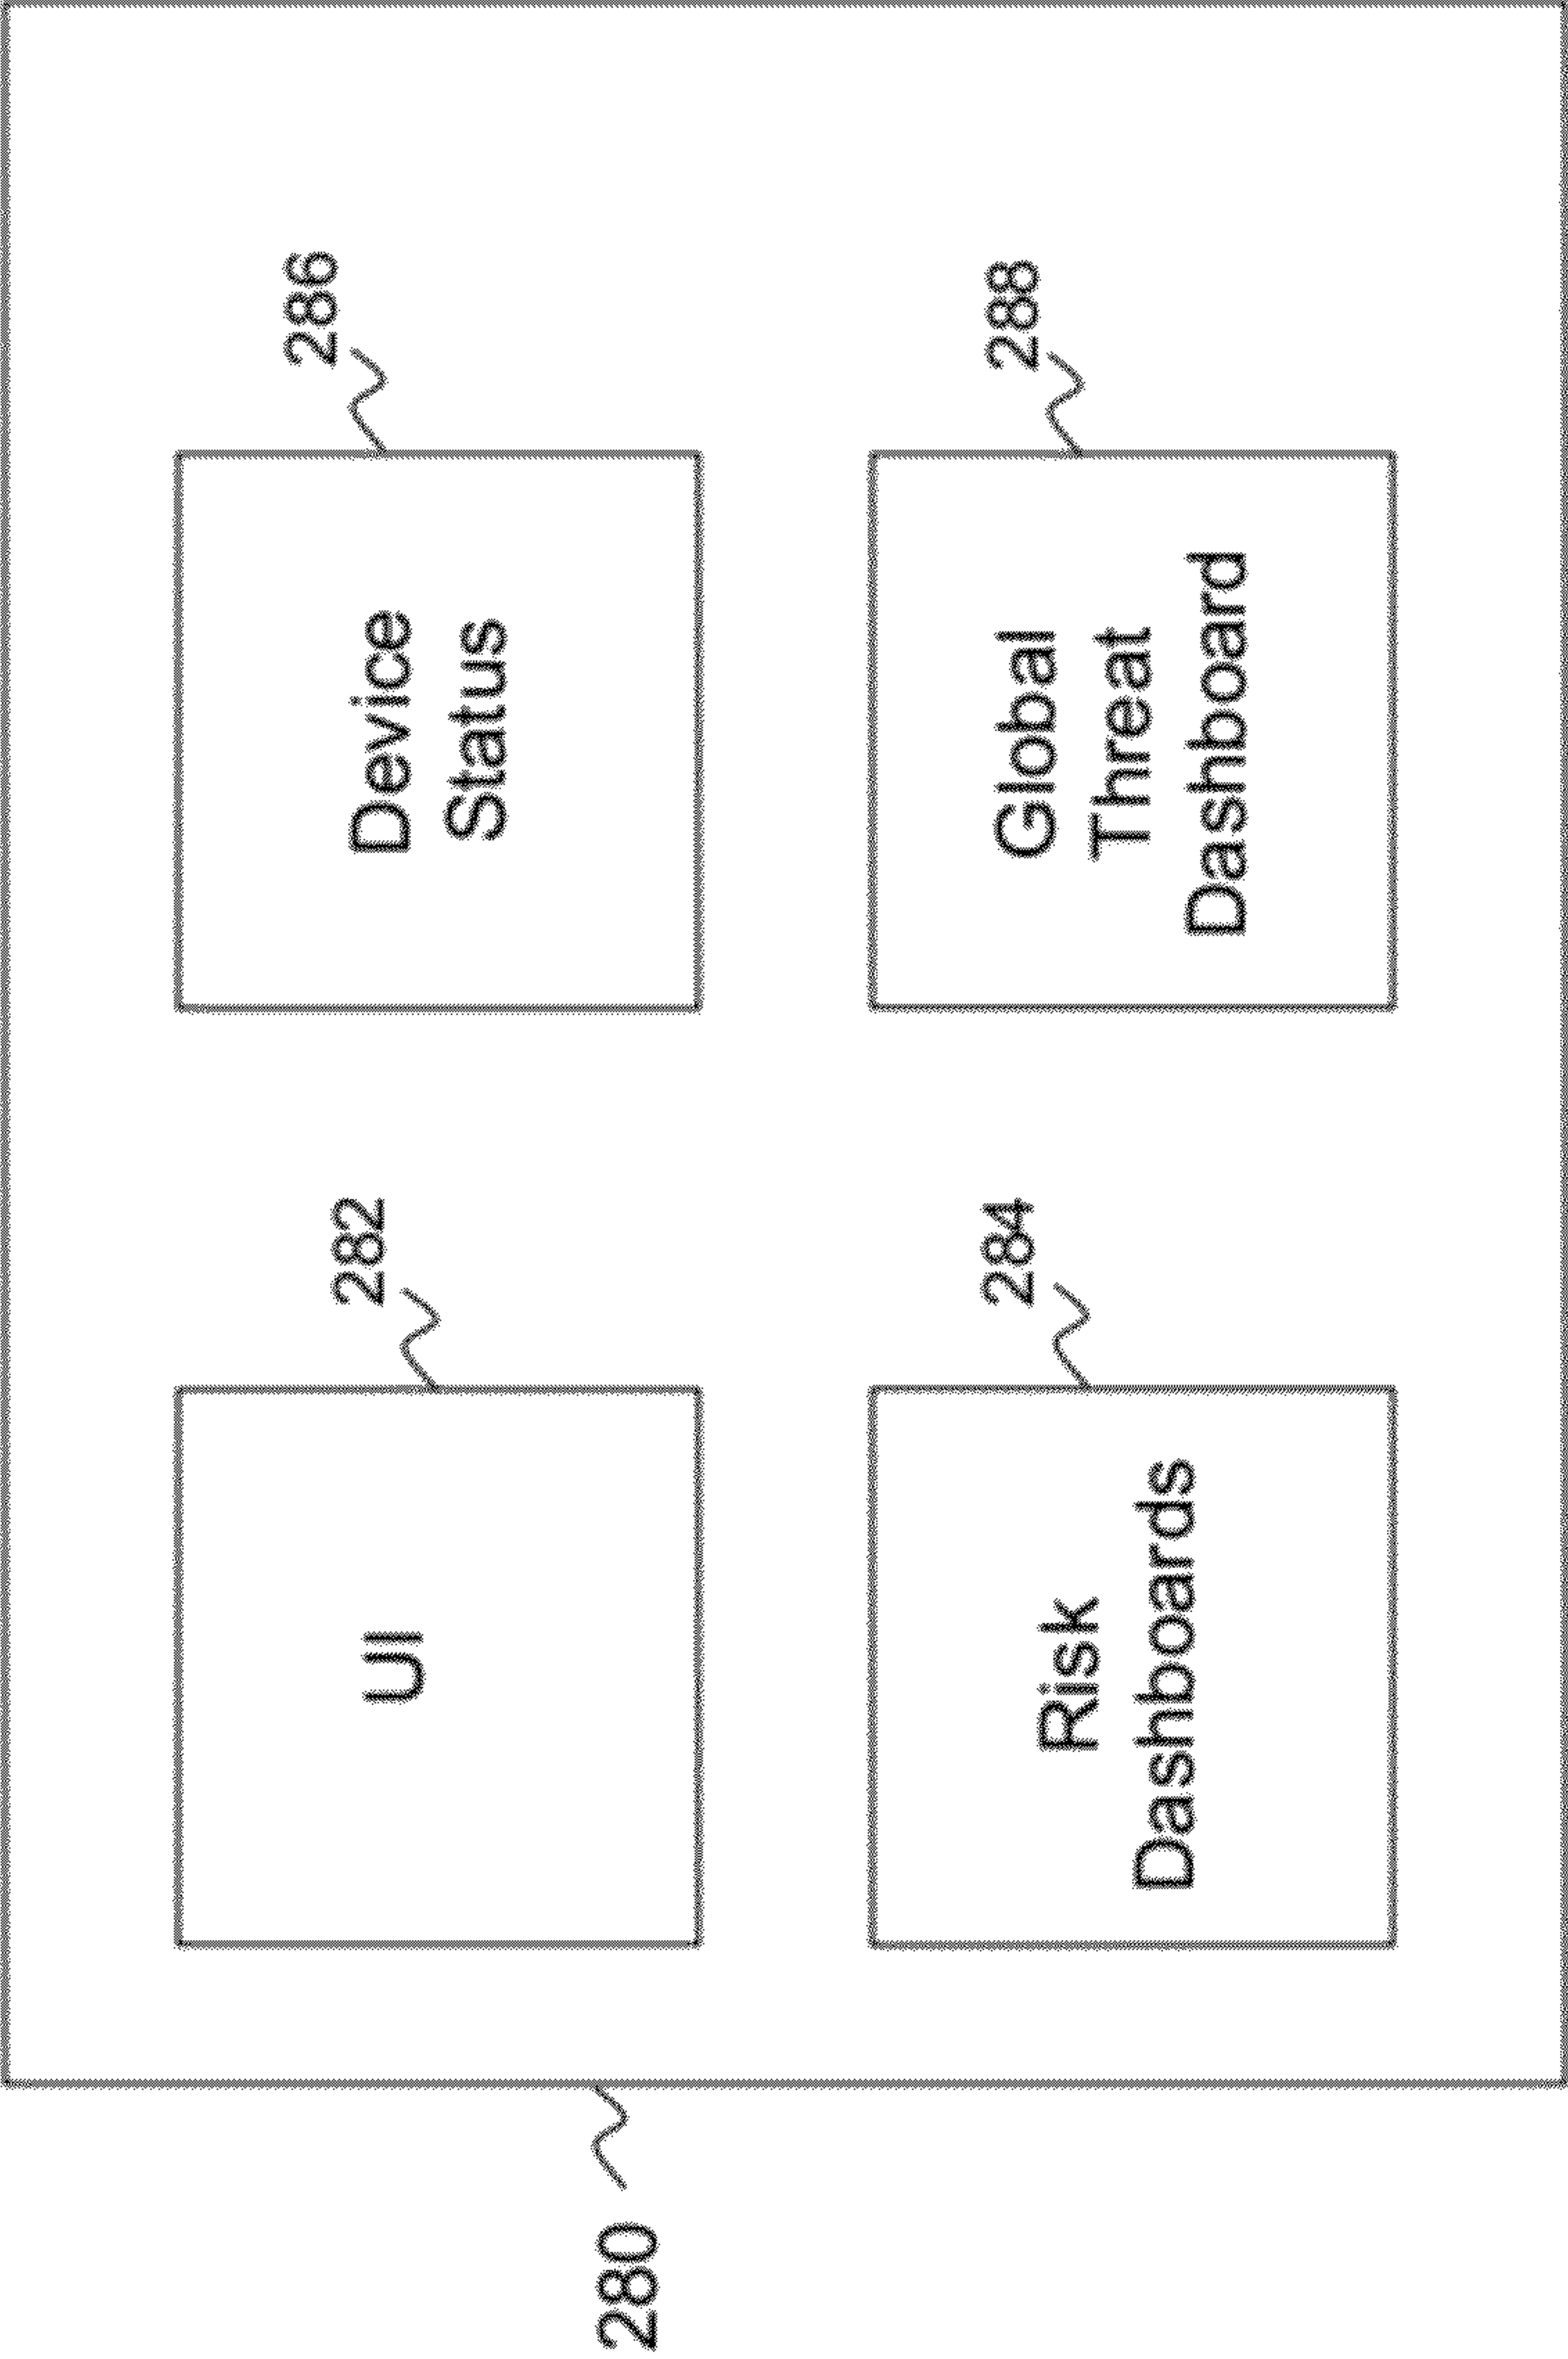 280
UI
282
Device
Status
286
Risk
Dashboards
284
Global
Threat
Dashboard
288